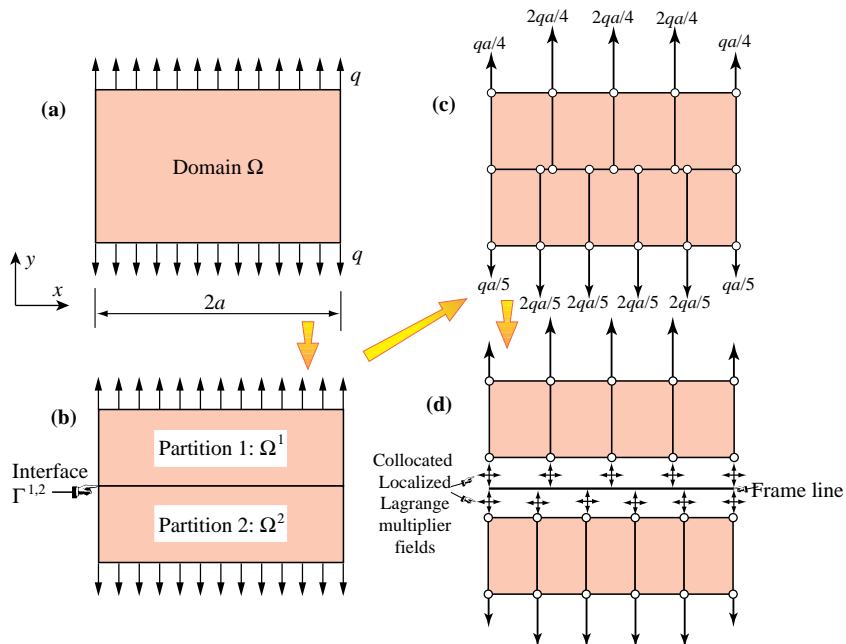 (a)
q
Domain Ω
q
y
x
2a
(c)
qa/4
2qa/4
2qa/4
2qa/4
qa/4
qa/5
2qa/5
2qa/5
2qa/5
2qa/5
qa/5
(b)
Partition 1: Ω¹
Interface
Γ¹,²
Partition 2: Ω²
(d)
Collocated
Localized
Lagrange
multiplier
fields
Frame line